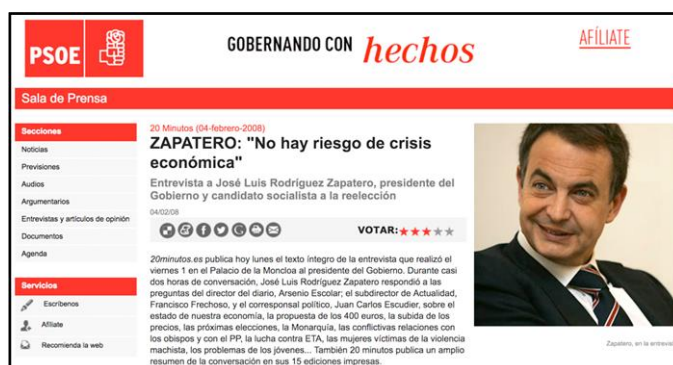 PSOE
GOBERNANDO CON hechos
AFÍLIATE
Sala de Prensa
Secciones
Noticias
Previsiones
Audios
Argumentarios
Entrevistas y artículos de opinión
Documentos
Agenda
Servicios
Escríbenos
Afíliate
Recomienda la web
20 Minutos (04-febrero-2008)
ZAPATERO: "No hay riesgo de crisis
económica"
Entrevista a José Luis Rodríguez Zapatero, presidente del
Gobierno y candidato socialista a la reelección
04/02/08
VOTAR:
20minutos.es publica hoy lunes el texto íntegro de la entrevista que realizó el
viernes 1 en el Palacio de la Moncloa al presidente del Gobierno. Durante casi
dos horas de conversación, José Luis Rodríguez Zapatero respondió a las
preguntas del director del diario, Arsenio Escolar; el subdirector de Actualidad,
Francisco Frechoso, y el corresponsal político, Juan Carlos Escudier, sobre el
estado de nuestra economía, la propuesta de los 400 euros, la subida de los
precios, las próximas elecciones, la Monarquía, las conflictivas relaciones con
los obispos y con el PP, la lucha contra ETA, las mujeres víctimas de la violencia
machista, los problemas de los jóvenes... También 20 minutos publica un amplio
resumen de la conversación en sus 15 ediciones impresas.
Zapatero, en la entrevis